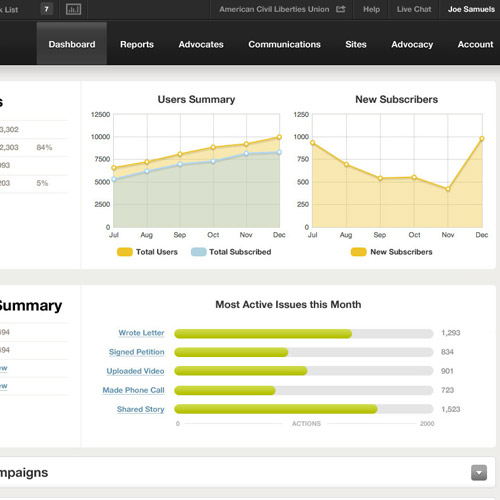 k List 7 American Civil Liberties Union Help Live Chat Joe Samuels
Dashboard Reports Advocates Communications Sites Advocacy Account
s
3,302
2,303 84%
993
203 5%
Users Summary
12500
10000
7500
5000
2500
0
Jul Aug Sep Oct Nov Dec
Total Users Total Subscribed
New Subscribers
1250
1000
750
500
250
0
Jul Aug Sep Oct Nov Dec
New Subscribers
Summary
494
494
ew
ew
Most Active Issues this Month
Wrote Letter 1,293
Signed Petition 834
Uploaded Video 901
Made Phone Call 723
Shared Story 1,523
0 ACTIONS 2000
mpaigns